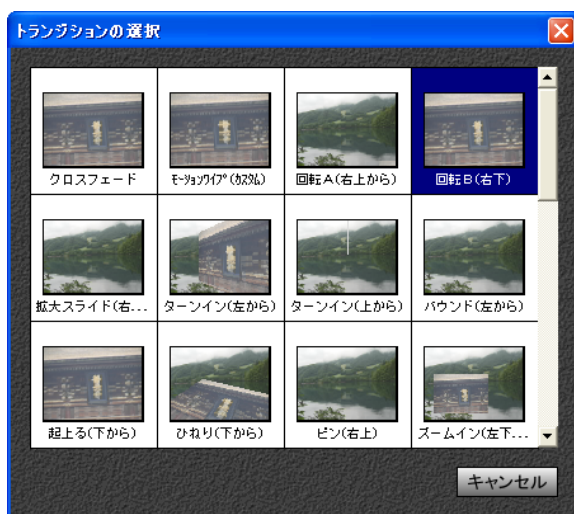 トランジションの選択
クロスフェード
ﾓｰｼｮﾝﾜｲﾌﾟ(ｶｽﾀﾑ)
回転A(右上から)
回転B(右下)
拡大スライド(右...
ターンイン(左から)
ターンイン(上から)
バウンド(左から)
起上る(下から)
ひねり(下から)
ピン(右上)
ズームイン(左下...
キャンセル